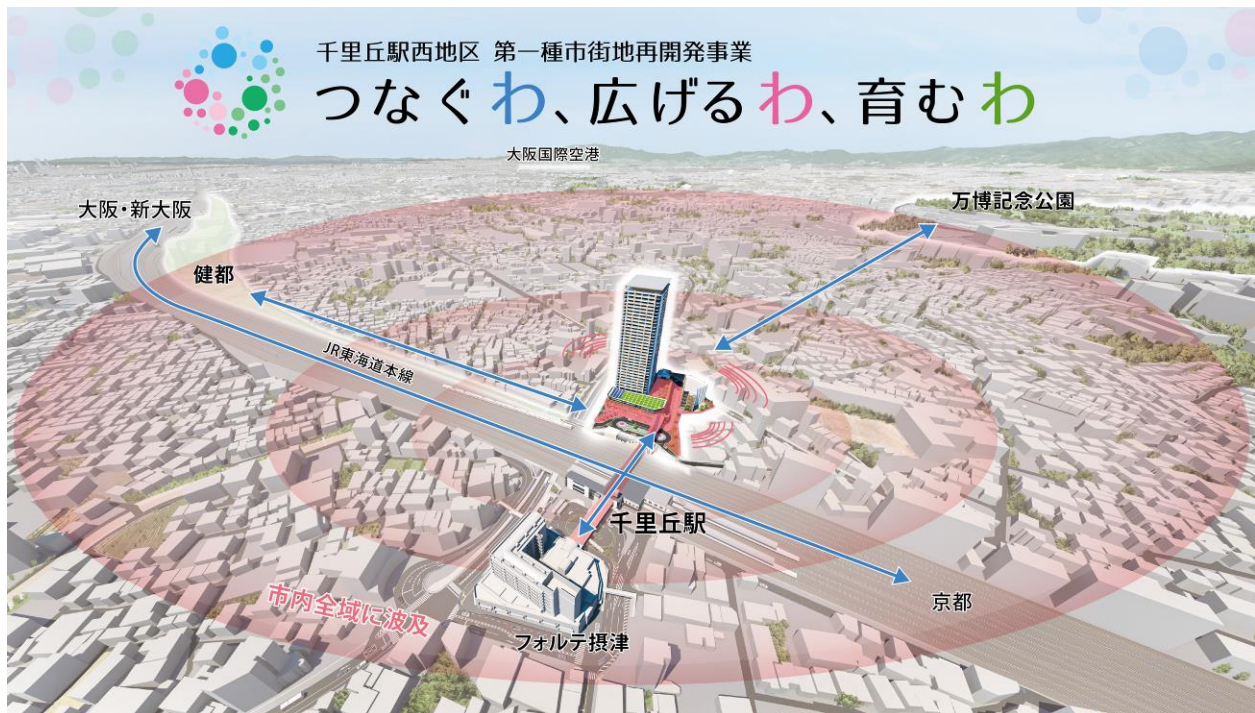 千里丘駅西地区 第一種市街地再開発事業
つなぐわ、広げるわ、育むわ
大阪国際空港
大阪・新大阪
万博記念公園
健都
JR東海道本線
千里丘駅
京都
市内全域に波及
フォルテ摂津